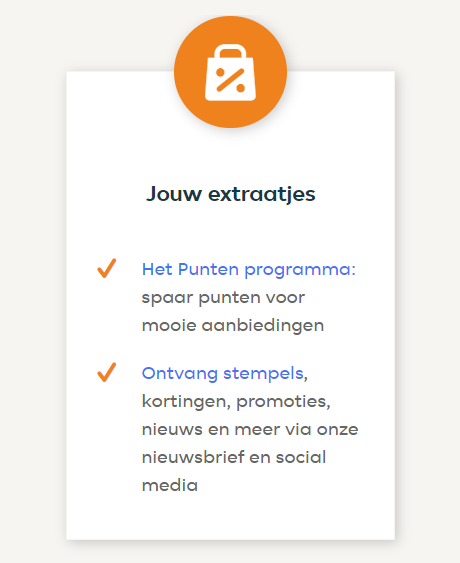 Jouw extraatjes
Het Punten programma:
spaar punten voor
mooie aanbiedingen
Ontvang stempels,
kortingen, promoties,
nieuws en meer via onze
nieuwsbrief en social
media